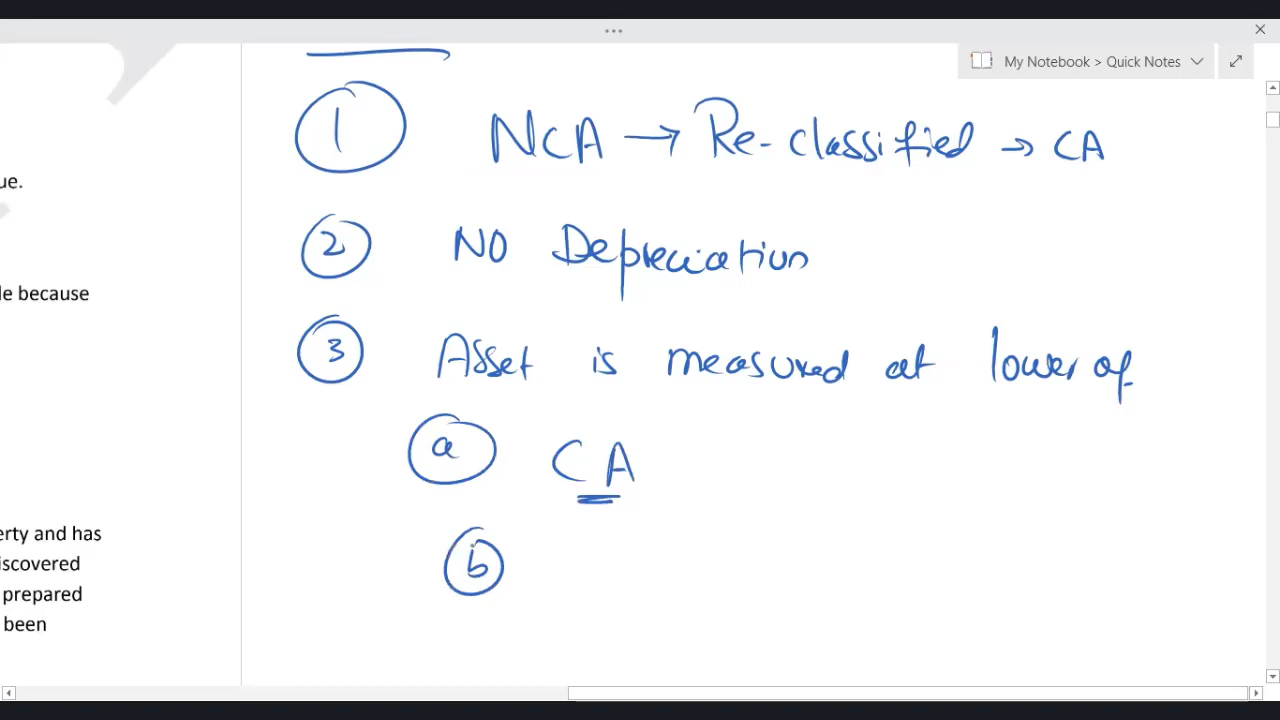 My Notebook > Quick Notes
1 NCA → Re-classified → CA
ue.
2 NO Depreciation
le because
3 Asset is measured at lower of
a CA
erty and has
b
iscovered
prepared
been